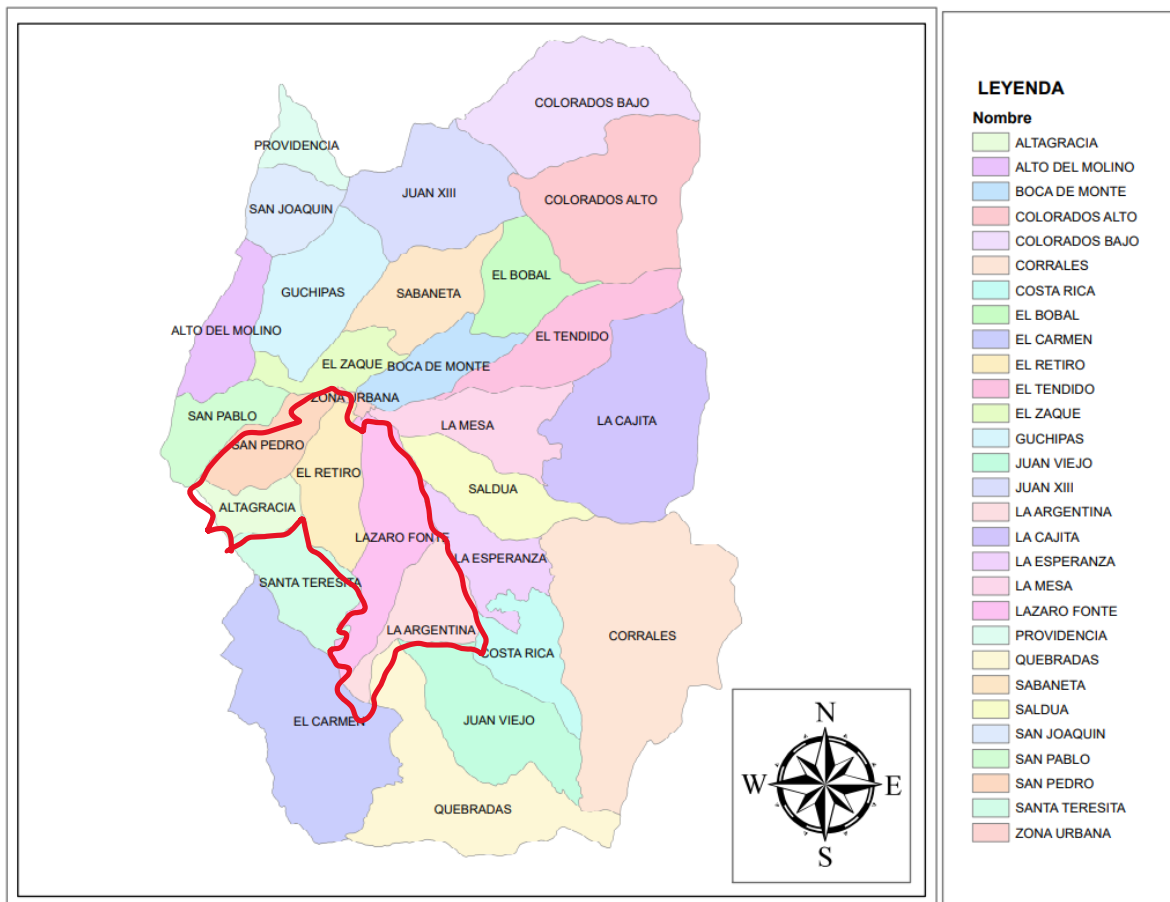 COLORADOS BAJO
PROVIDENCIA
JUAN XIII
COLORADOS ALTO
SAN JOAQUIN
EL BOBAL
GUCHIPAS
SABANETA
ALTO DEL MOLINO
EL TENDIDO
EL ZAQUE
BOCA DE MONTE
ZONA URBANA
SAN PABLO
LA MESA
LA CAJITA
SAN PEDRO
EL RETIRO
SALDUA
ALTAGRACIA
LAZARO FONTE
LA ESPERANZA
SANTA TERESITA
LA ARGENTINA
CORRALES
COSTA RICA
EL CARMEN
JUAN VIEJO
QUEBRADAS
N
W
E
S
LEYENDA
Nombre
ALTAGRACIA
ALTO DEL MOLINO
BOCA DE MONTE
COLORADOS ALTO
COLORADOS BAJO
CORRALES
COSTA RICA
EL BOBAL
EL CARMEN
EL RETIRO
EL TENDIDO
EL ZAQUE
GUCHIPAS
JUAN VIEJO
JUAN XIII
LA ARGENTINA
LA CAJITA
LA ESPERANZA
LA MESA
LAZARO FONTE
PROVIDENCIA
QUEBRADAS
SABANETA
SALDUA
SAN JOAQUIN
SAN PABLO
SAN PEDRO
SANTA TERESITA
ZONA URBANA